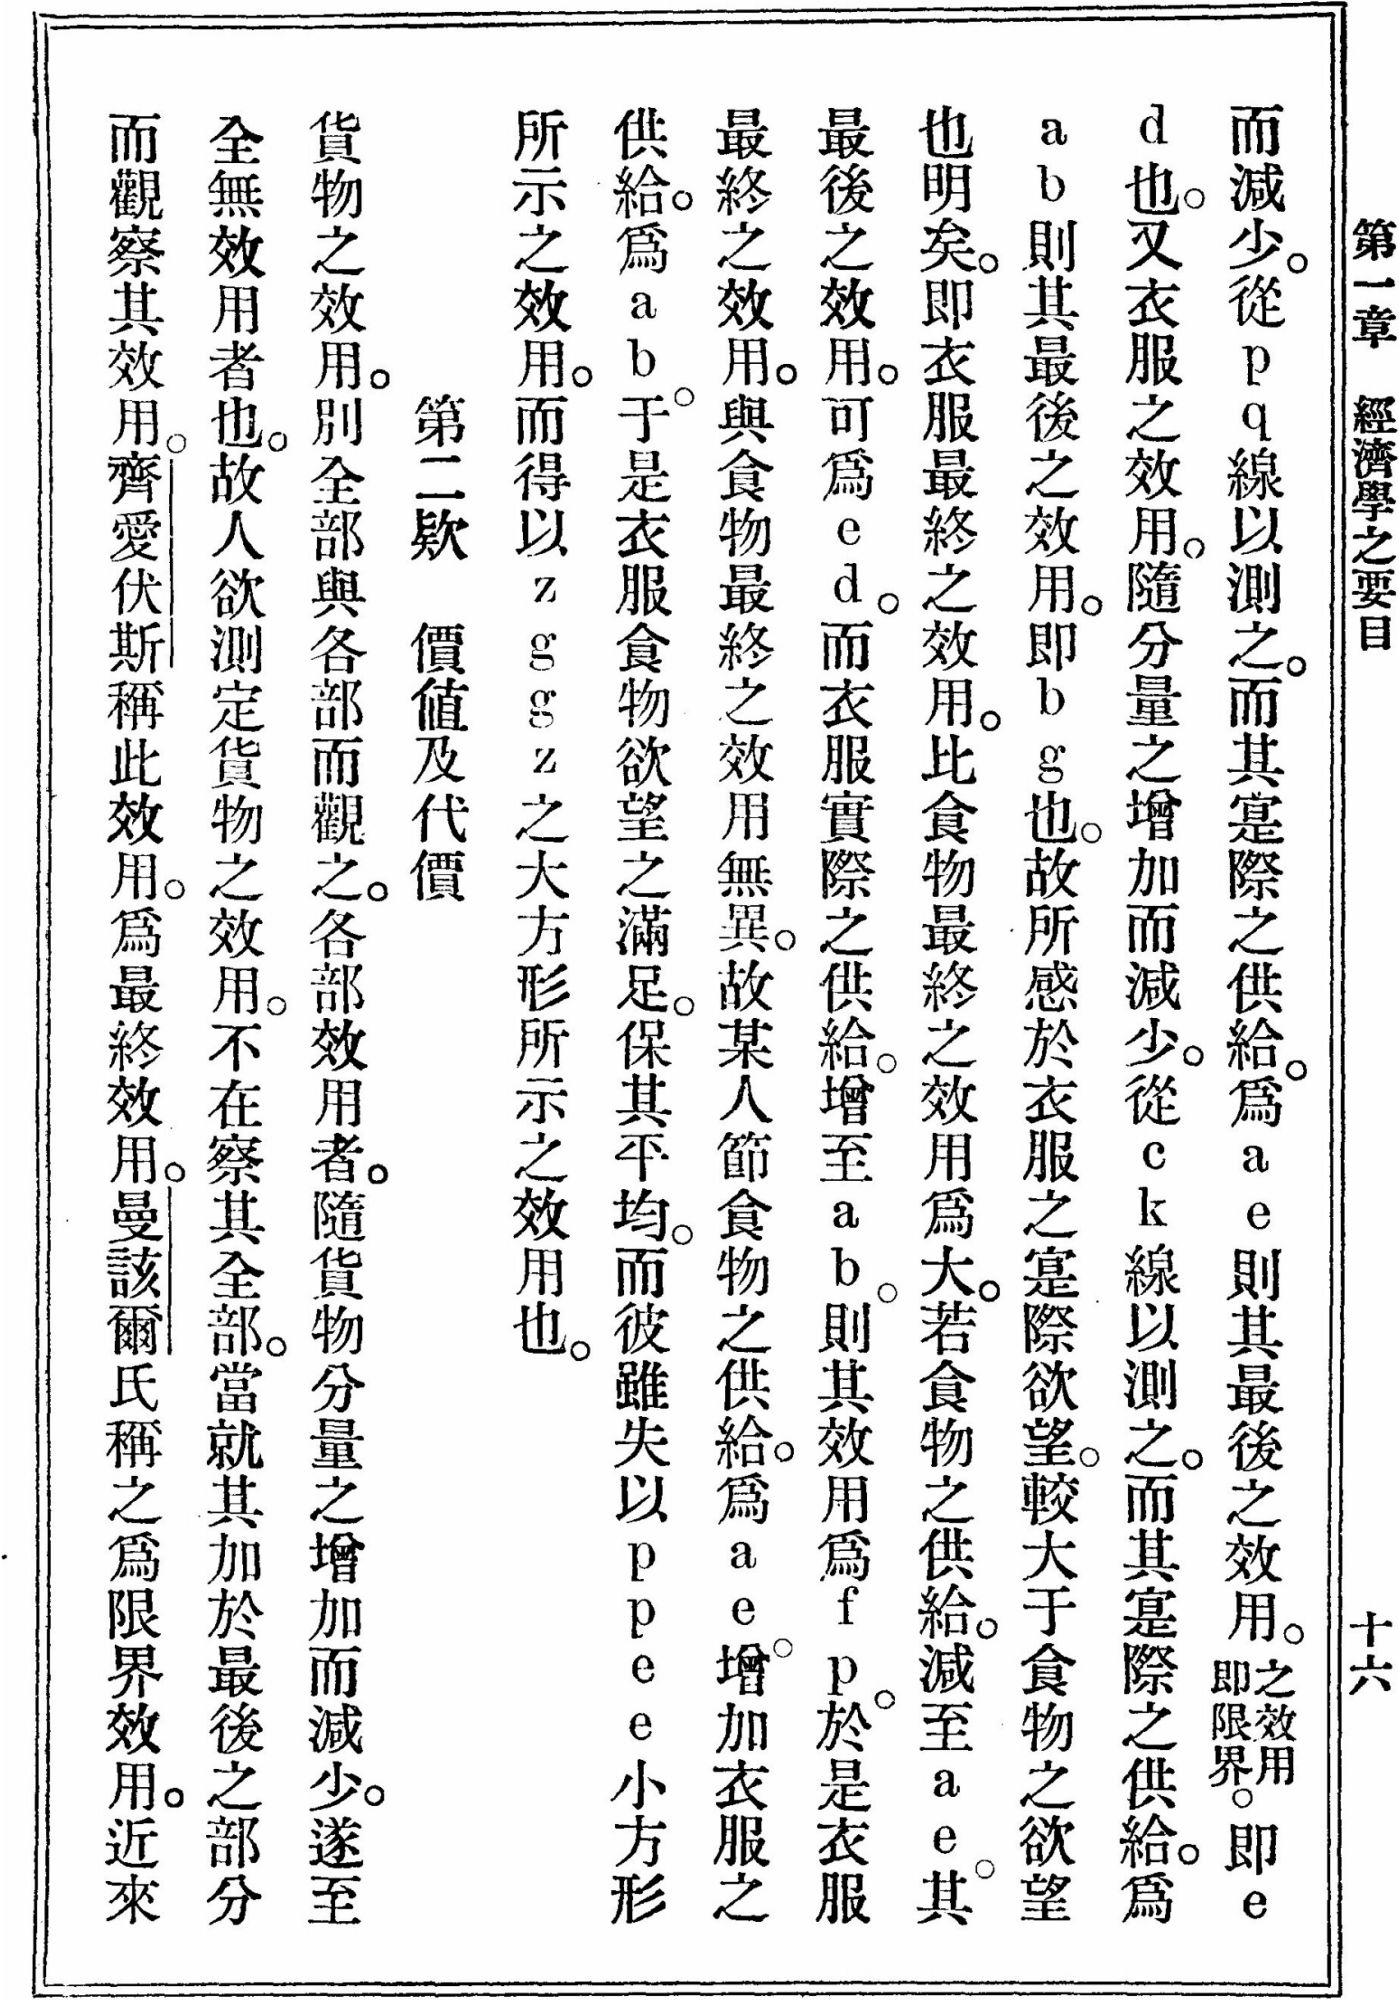 第一章　經濟學之要目　十六
而減少。從pq線以測之。而其寔際之供給。爲ae則其最後之效用。之效用即限界。即e
d也。又衣服之效用。隨分量之增加而減少。從ck線以測之。而其寔際之供給。爲
ab則其最後之效用。即bg也。故所感於衣服之寔際欲望。較大于食物之欲望
也明矣。即衣服最終之效用。比食物最終之效用爲大。若食物之供給。減至ae。其
最後之效用。可爲ed。而衣服實際之供給。增至ab。則其效用爲fp。於是衣服
最終之效用。與食物最終之效用無異。故某人節食物之供給。爲ae。增加衣服之
供給。爲ab。于是衣服食物欲望之滿足。保其平均。而彼雖失以ppee小方形
所示之效用。而得以zggz之大方形所示之效用也。
第二欵　價値及代價
貨物之效用。別全部與各部而觀之。各部效用者。隨貨物分量之增加而減少。遂至
全無效用者也。故人欲測定貨物之效用。不在察其全部。當就其加於最後之部分
而觀察其效用。齊愛伏斯稱此效用。爲最終效用。曼該爾氏稱之爲限界效用。近來